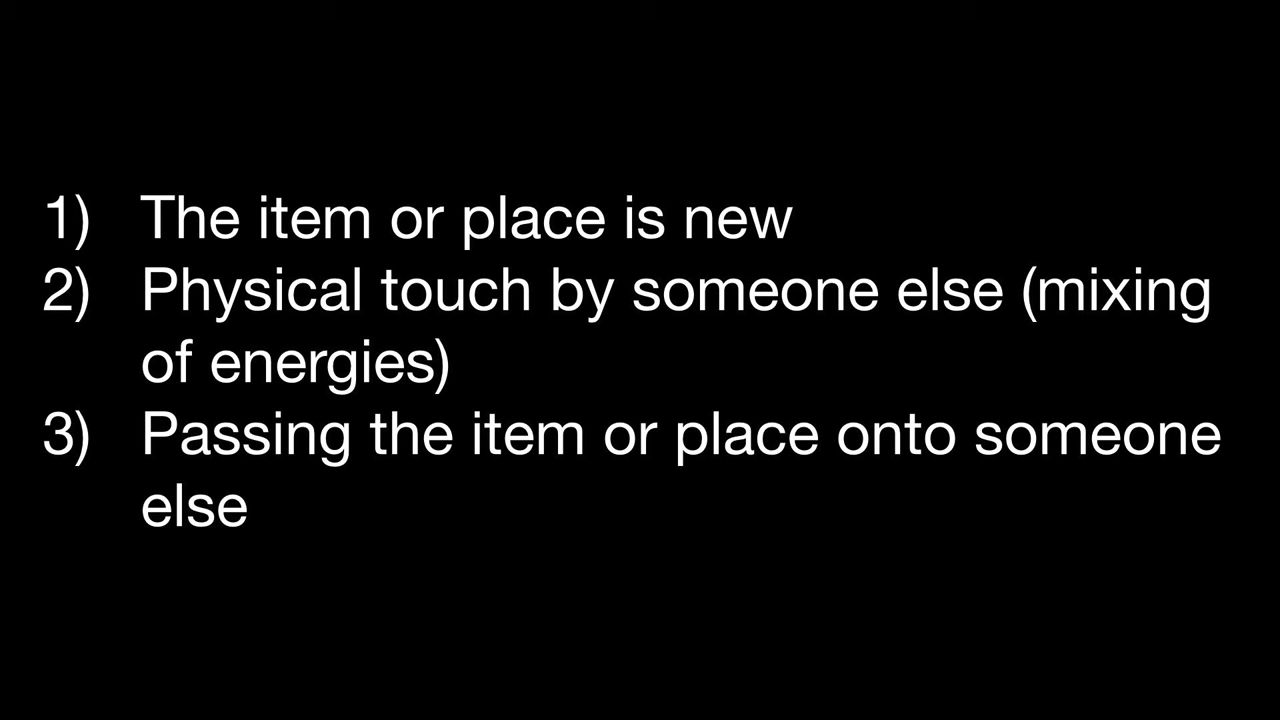 1) The item or place is new
2) Physical touch by someone else (mixing
of energies)
3) Passing the item or place onto someone
else